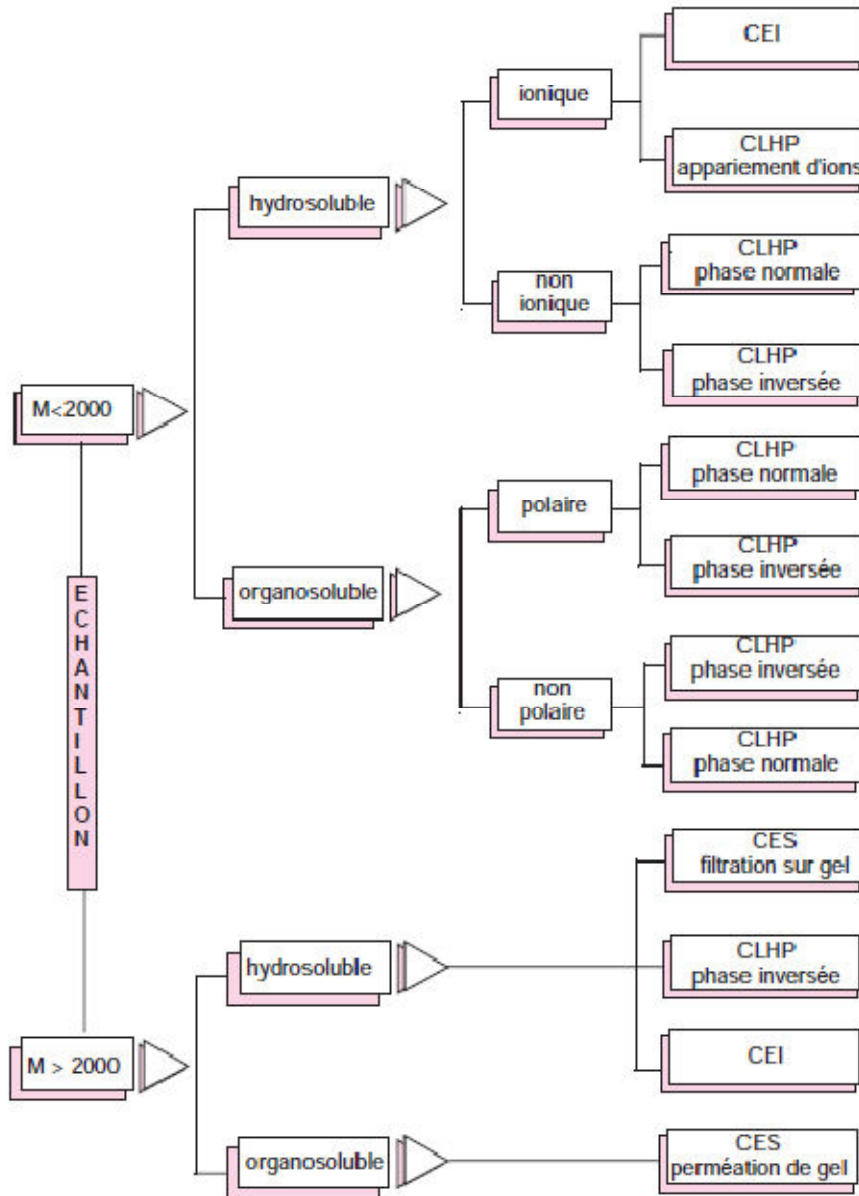 CEI
ionique
CLHP
appariement d'ions
hydrosoluble
CLHP
phase normale
non
ionique
CLHP
phase inversée
M<2000
CLHP
phase normale
polaire
CLHP
phase inversée
organosoluble
CLHP
phase inversée
non
polaire
CLHP
phase normale
ECHANTILLON
CES
filtration sur gel
hydrosoluble
CLHP
phase inversée
CEI
M > 2000
organosoluble
CES
perméation de gel